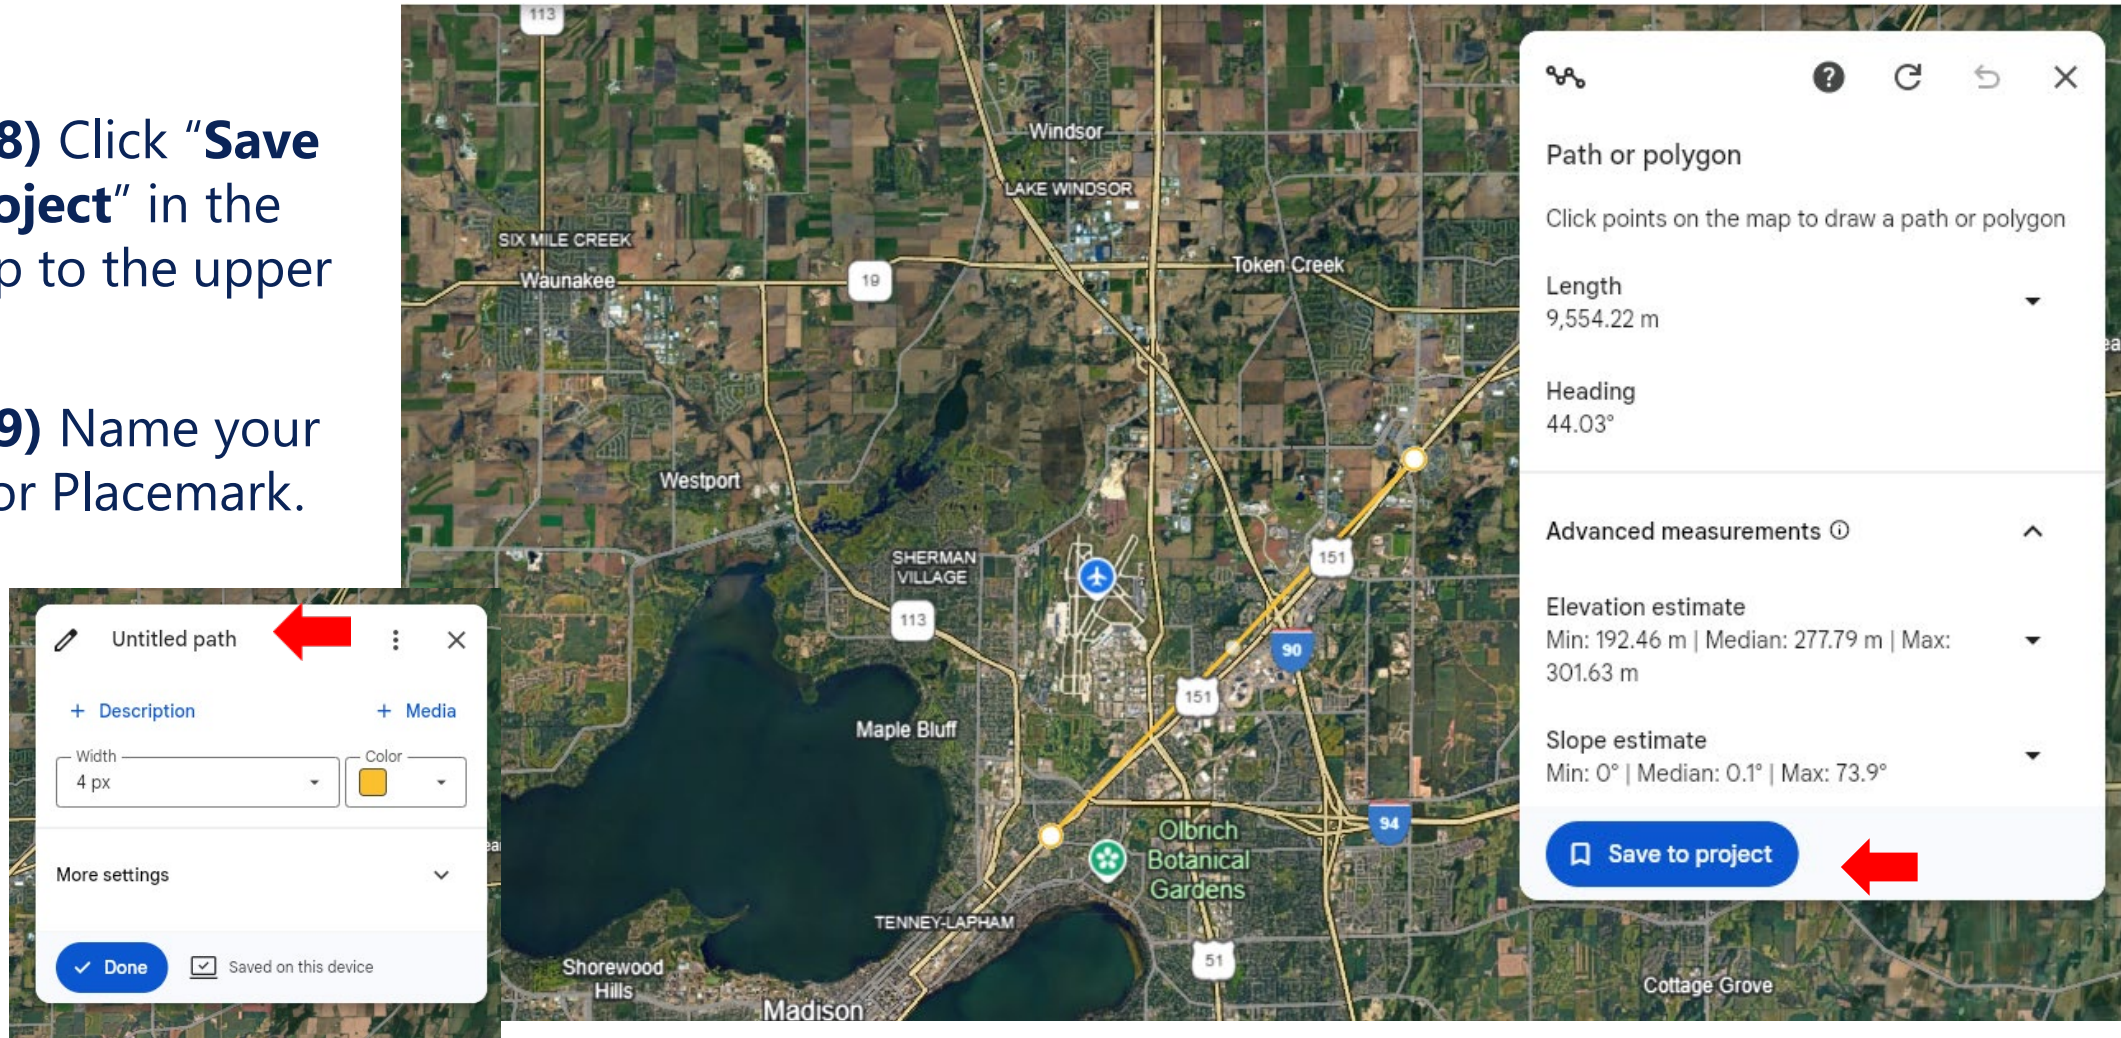 8) Click “Save
oject” in the
p to the upper
9) Name your
or Placemark.
Untitled path
+ Description
+ Media
Width
4 px
Color
More settings
Done
Saved on this device
113
Windsor
LAKE WINDSOR
SIX MILE CREEK
Waunakee
19
Token Creek
Westport
SHERMAN
VILLAGE
113
151
90
151
Maple Bluff
94
Olbrich
Botanical
Gardens
TENNEY-LAPHAM
51
Shorewood
Hills
Madison
Cottage Grove
Path or polygon
Click points on the map to draw a path or polygon
Length
9,554.22 m
Heading
44.03°
Advanced measurements
Elevation estimate
Min: 192.46 m | Median: 277.79 m | Max:
301.63 m
Slope estimate
Min: 0° | Median: 0.1° | Max: 73.9°
Save to project